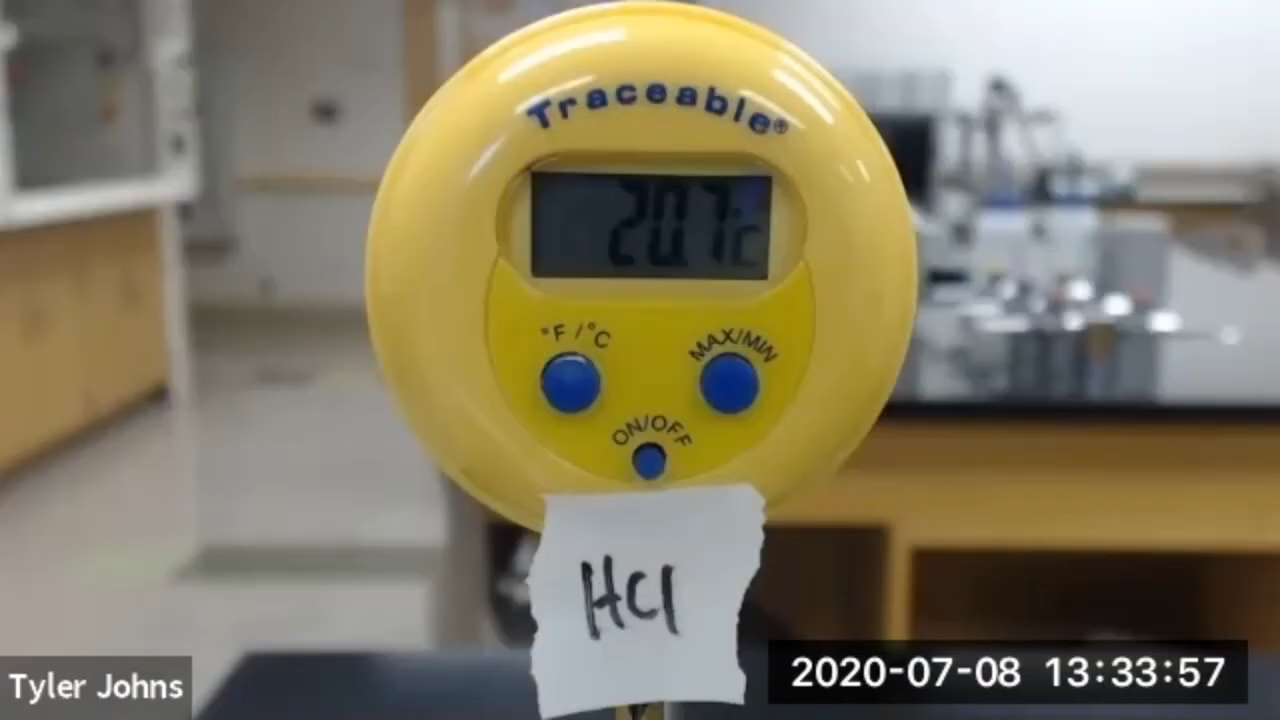 Traceable®
20.7°C
°F/°C
MAX/MIN
ON/OFF
HCl
Tyler Johns
2020-07-08 13:33:57